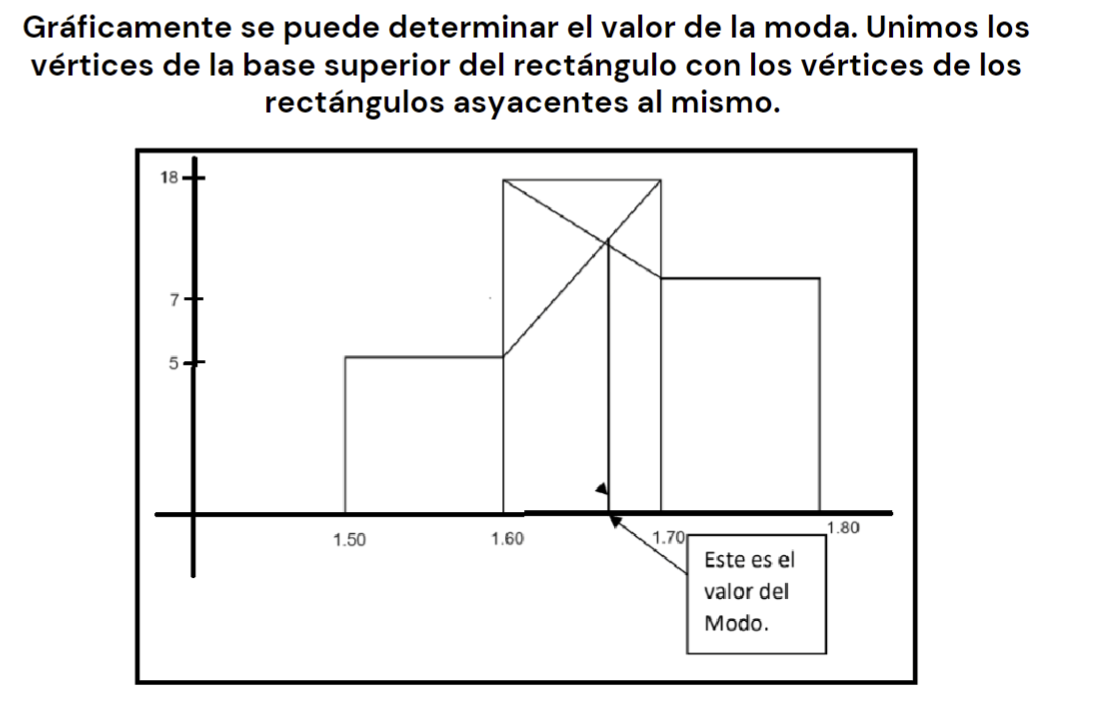 Gráficamente se puede determinar el valor de la moda. Unimos los
vértices de la base superior del rectángulo con los vértices de los
rectángulos asyacentes al mismo.
18
7
5
1.50
1.60
1.70
1.80
Este es el
valor del
Modo.